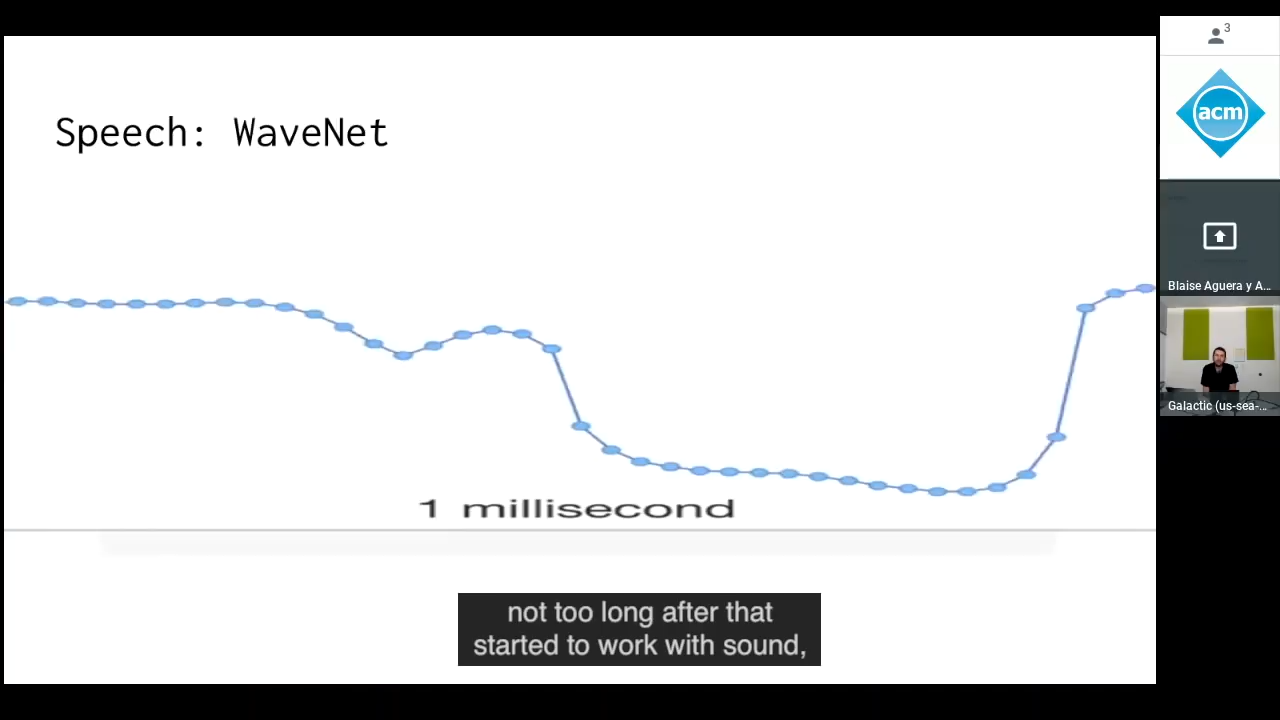 Speech: WaveNet
1 millisecond
not too long after that
started to work with sound,
3
acm
Blaise Aguera y A...
Galactic (us-sea-...